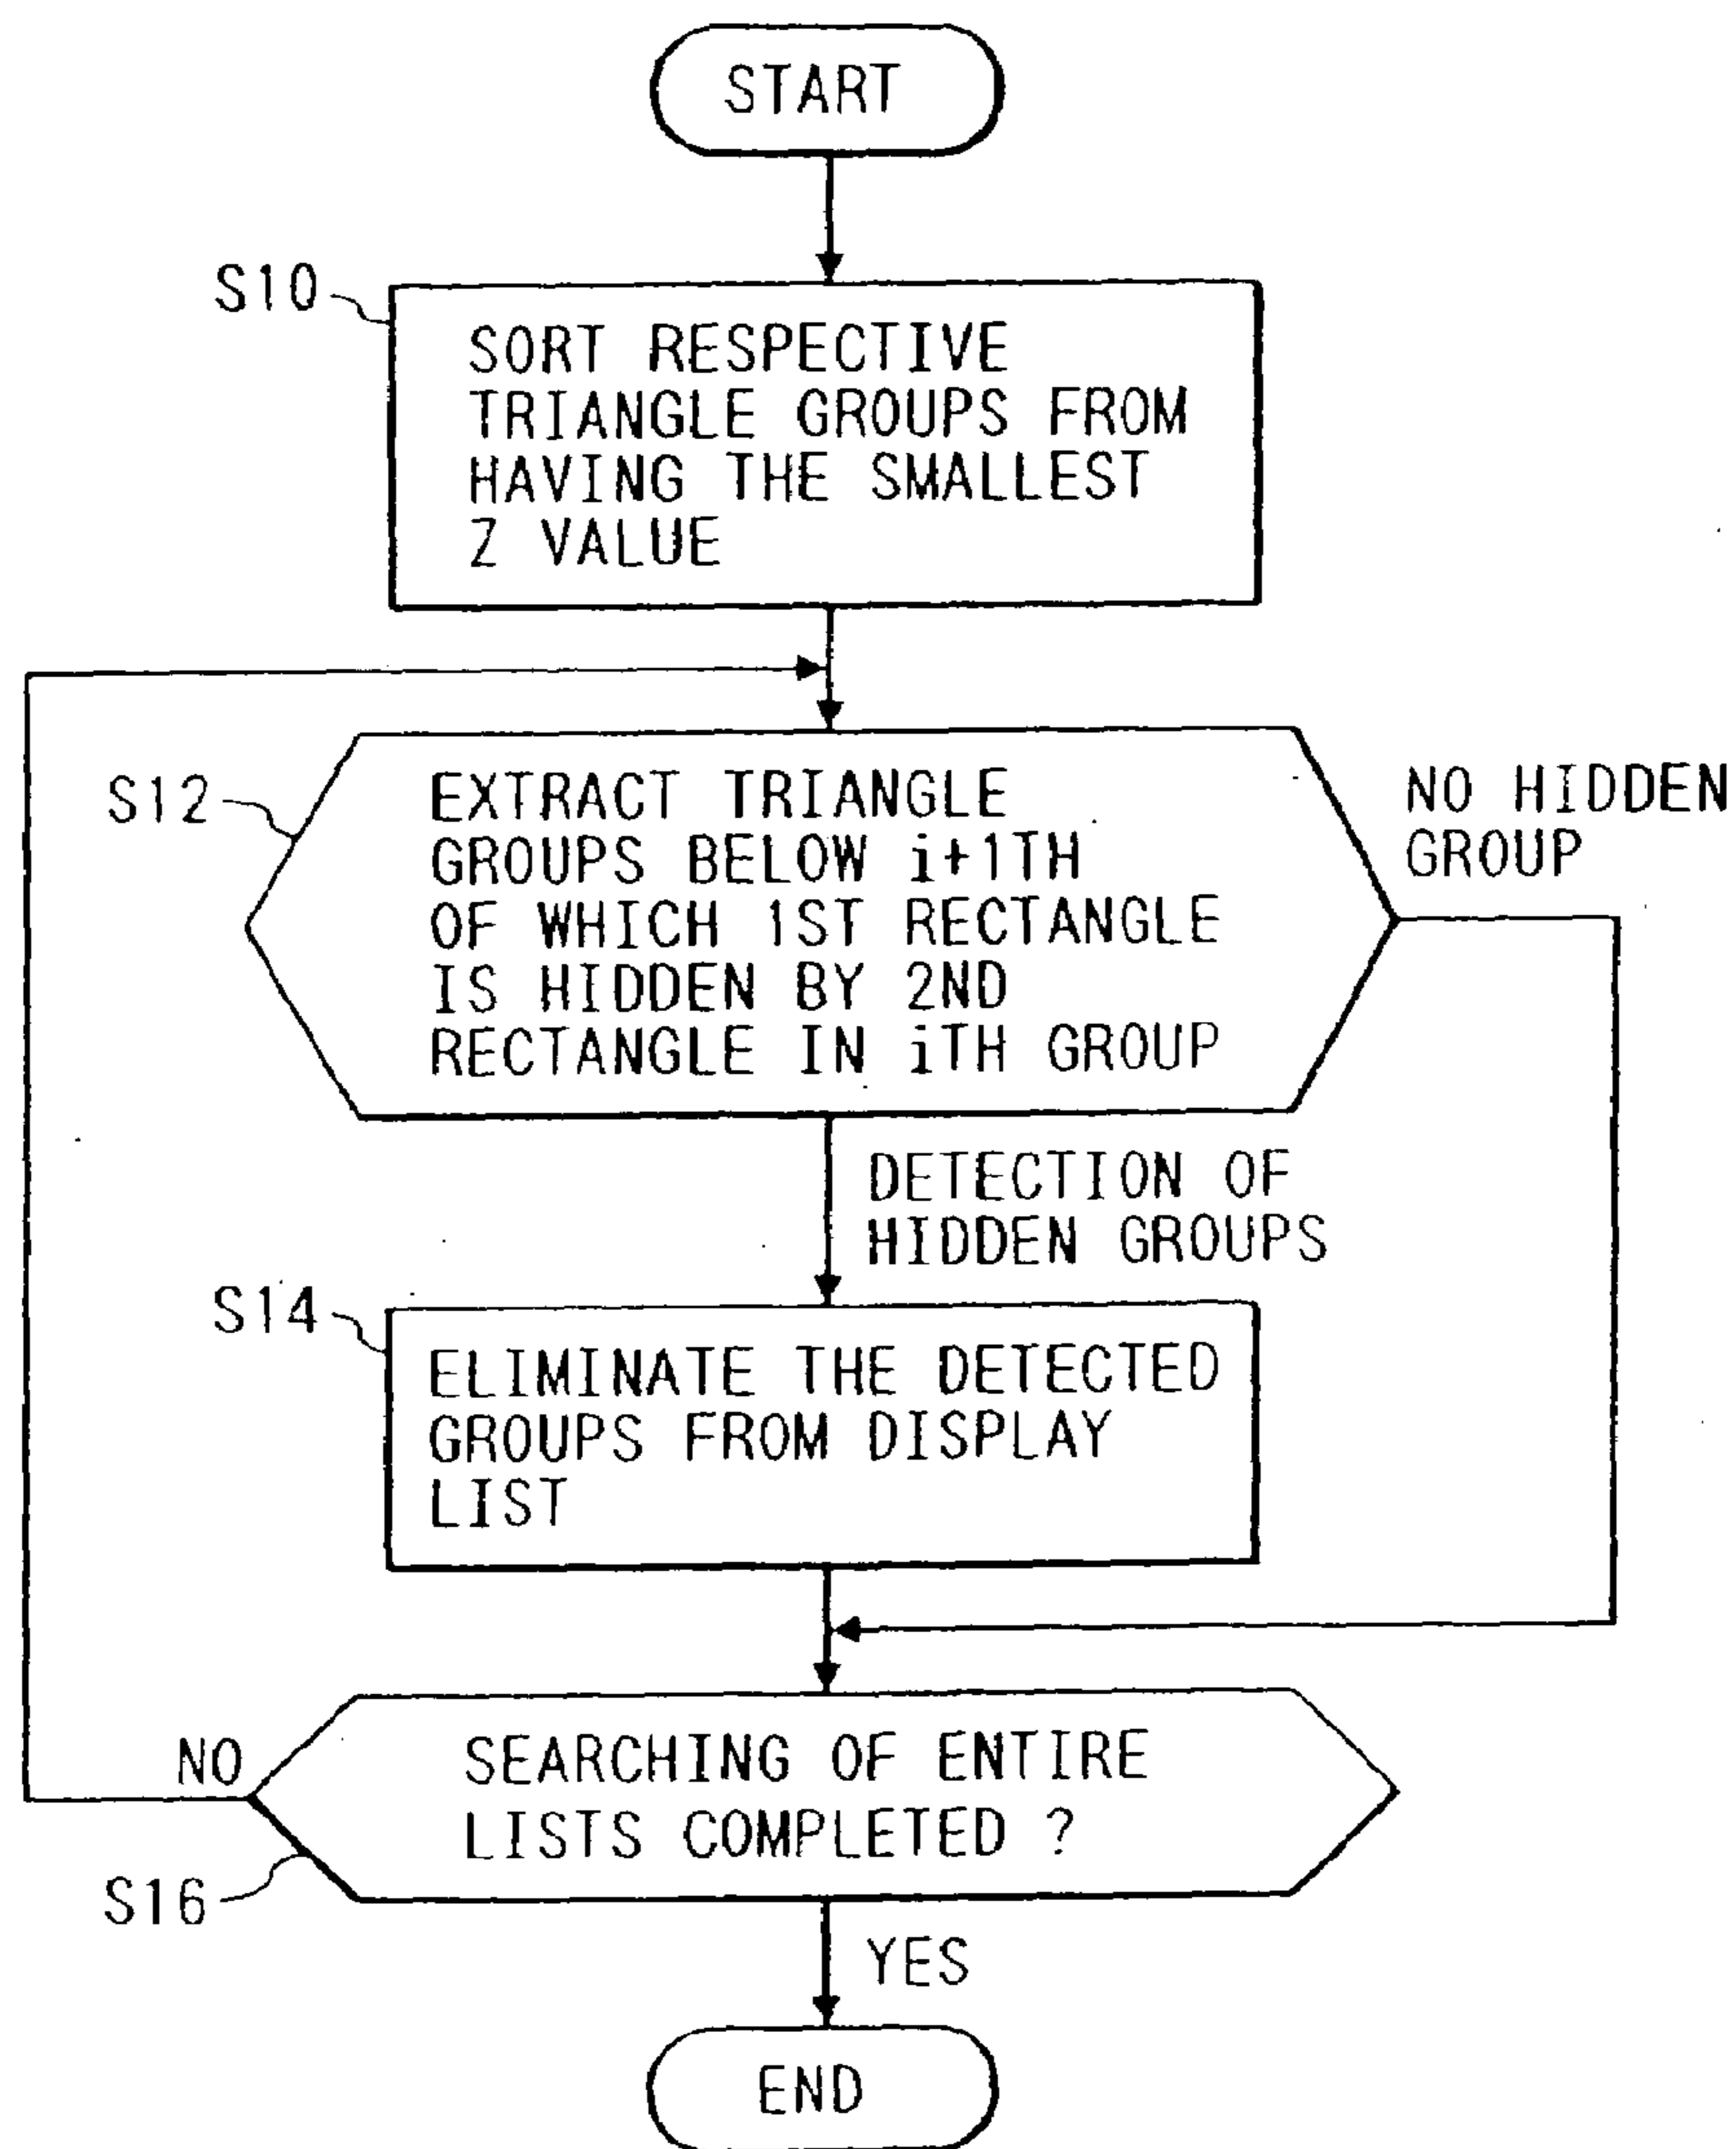 START
S10
SORT RESPECTIVE
TRIANGLE GROUPS FROM
HAVING THE SMALLEST
Z VALUE
S12
EXTRACT TRIANGLE
GROUPS BELOW i+1TH
OF WHICH 1ST RECTANGLE
IS HIDDEN BY 2ND
RECTANGLE IN iTH GROUP
NO HIDDEN
GROUP
DETECTION OF
HIDDEN GROUPS
S14
ELIMINATE THE DETECTED
GROUPS FROM DISPLAY
LIST
NO
SEARCHING OF ENTIRE
LISTS COMPLETED ?
S16
YES
END